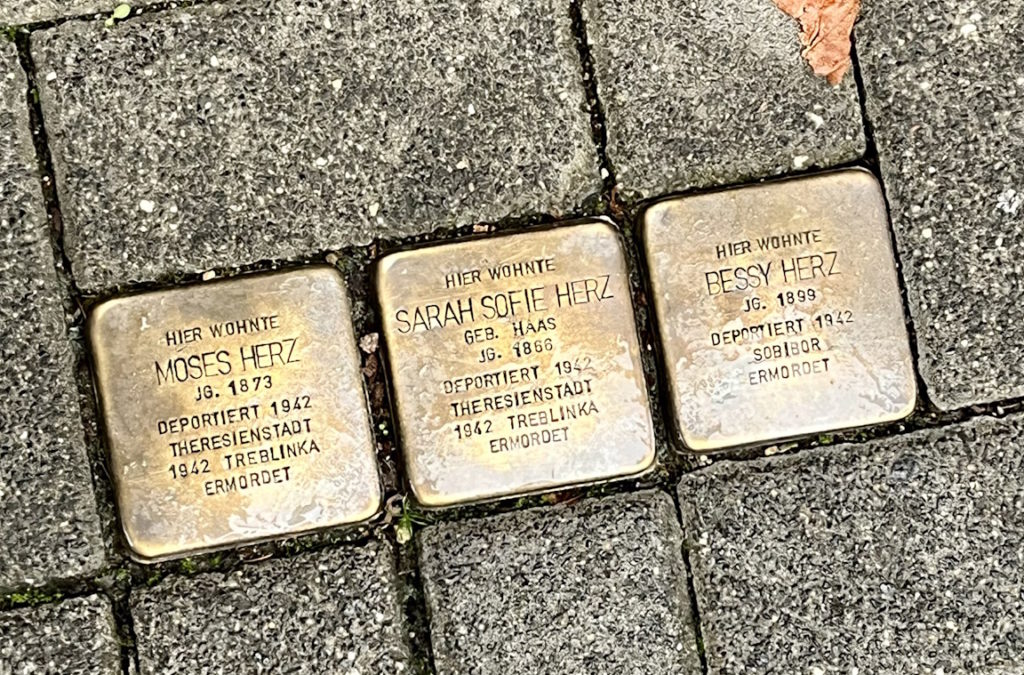 HIER WOHNTE
MOSES HERZ
JG. 1873
DEPORTIERT 1942
THERESIENSTADT
1942 TREBLINKA
ERMORDET
HIER WOHNTE
SARAH SOFIE HERZ
GEB. HAAS
JG. 1866
DEPORTIERT 1942
THERESIENSTADT
1942 TREBLINKA
ERMORDET
HIER WOHNTE
BESSY HERZ
JG. 1899
DEPORTIERT 1942
SOBIBOR
ERMORDET